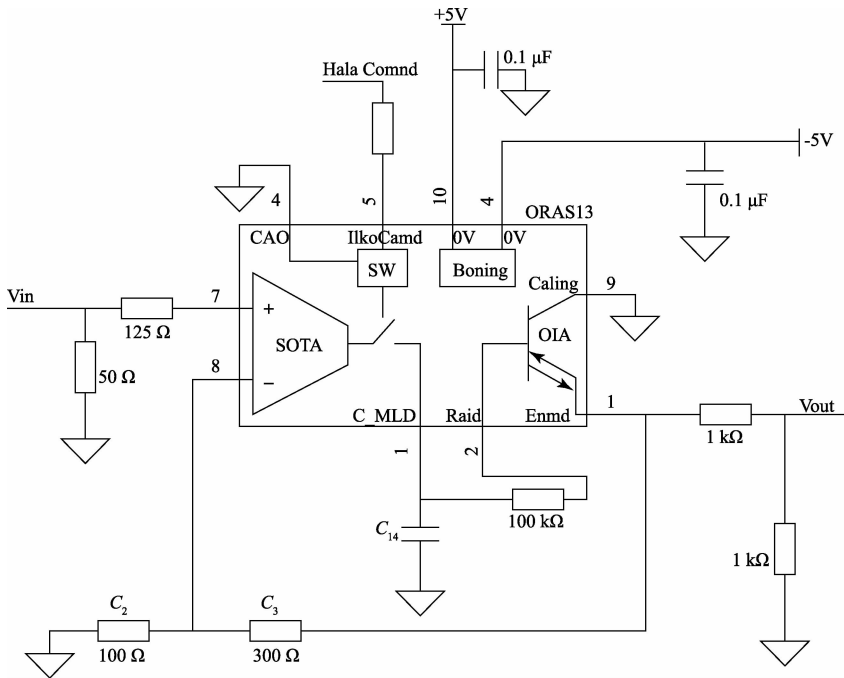 +5V
0.1 μF
Hala Comnd
-5V
4
5
10
4
0.1 μF
ORAS13
CAO
IlkoCamd
0V
0V
SW
Boning
Caling
9
Vin
7
+
125 Ω
SOTA
OIA
50 Ω
8
−
C_MLD
Raid
Enmd
1
Vout
1 kΩ
1
2
100 kΩ
C14
1 kΩ
C2
C3
100 Ω
300 Ω